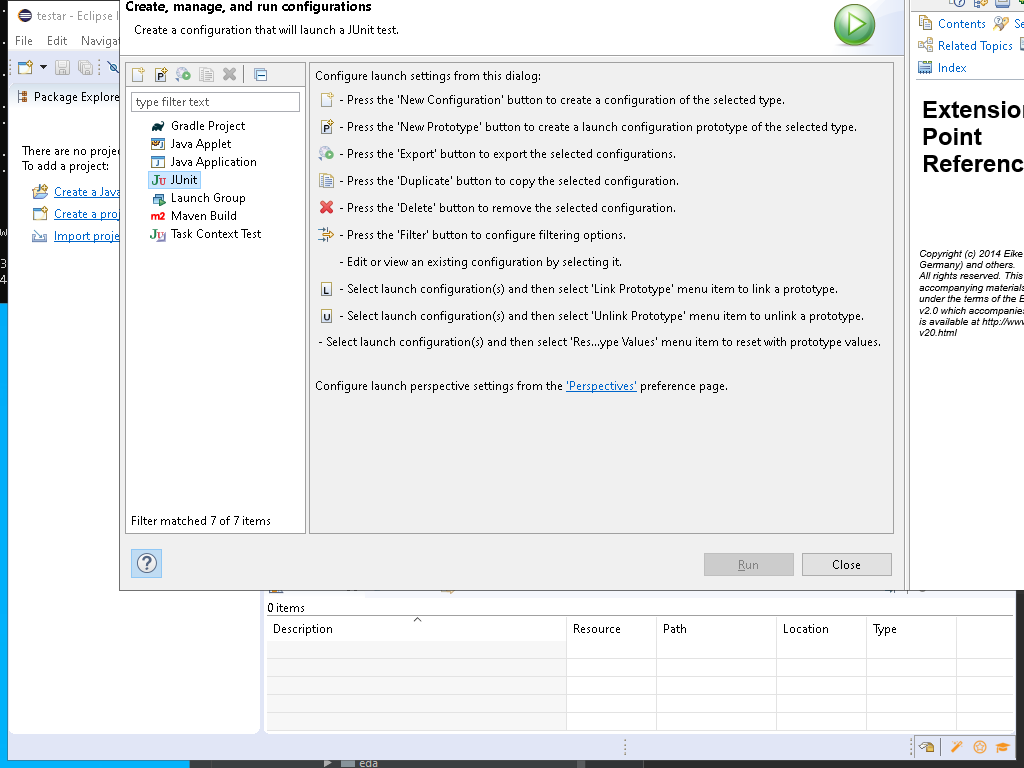 testar - Eclipse
File Edit Naviga
Package Explore
There are no proje
To add a project:
Create a Java
Create a proj
Import proje
Create, manage, and run configurations
Create a configuration that will launch a JUnit test.
type filter text
Gradle Project
Java Applet
Java Application
Ju JUnit
Launch Group
m2 Maven Build
Task Context Test
Filter matched 7 of 7 items
Configure launch settings from this dialog:
- Press the 'New Configuration' button to create a configuration of the selected type.
P - Press the 'New Prototype' button to create a launch configuration prototype of the selected type.
- Press the 'Export' button to export the selected configurations.
- Press the 'Duplicate' button to copy the selected configuration.
- Press the 'Delete' button to remove the selected configuration.
- Press the 'Filter' button to configure filtering options.
- Edit or view an existing configuration by selecting it.
L - Select launch configuration(s) and then select 'Link Prototype' menu item to link a prototype.
U - Select launch configuration(s) and then select 'Unlink Prototype' menu item to unlink a prototype.
- Select launch configuration(s) and then select 'Res...ype Values' menu item to reset with prototype values.
Configure launch perspective settings from the 'Perspectives' preference page.
?
Run
Close
Contents Se
Related Topics
Index
Extension
Point
Referenc
Copyright (c) 2014 Eike
Germany) and others.
All rights reserved. This
accompanying materials
under the terms of the E
v2.0 which accompanies
is available at http://www
v20.html
0 items
Description Resource Path Location Type
eda